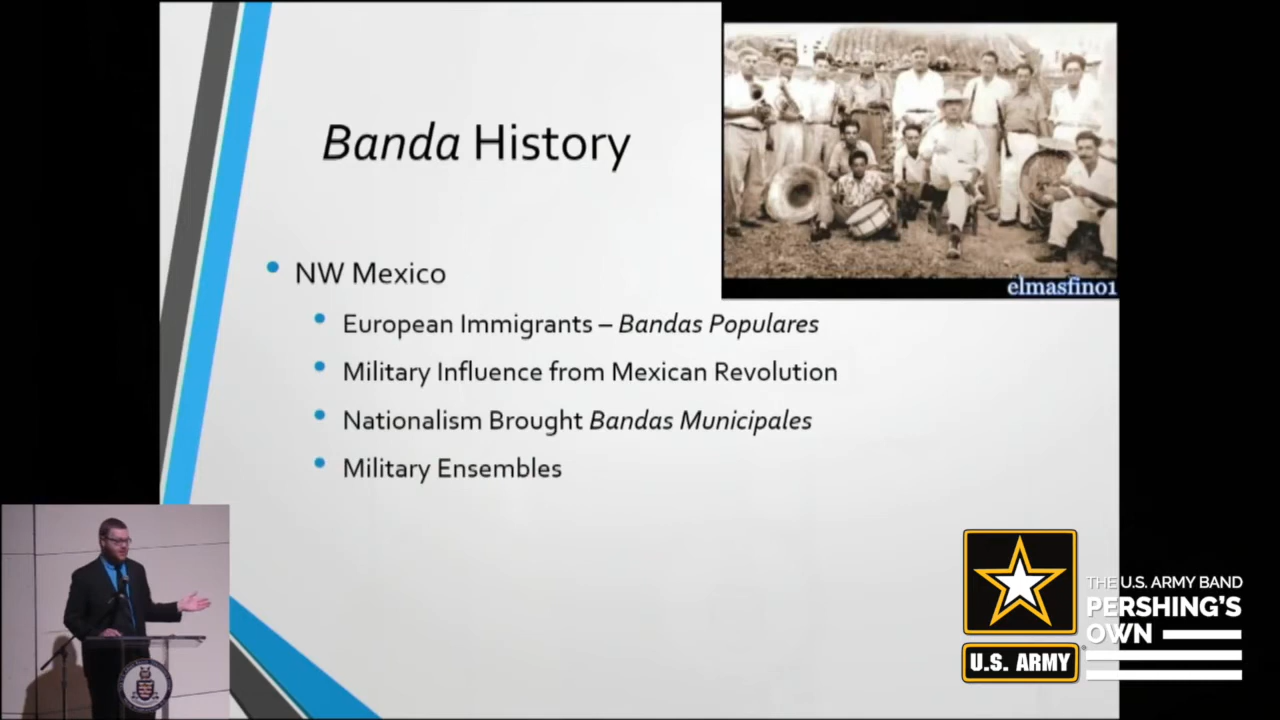 Banda History
elmasfino1
NW Mexico
European Immigrants – Bandas Populares
Military Influence from Mexican Revolution
Nationalism Brought Bandas Municipales
Military Ensembles
U.S. ARMY
THE U.S. ARMY BAND
PERSHING'S
OWN